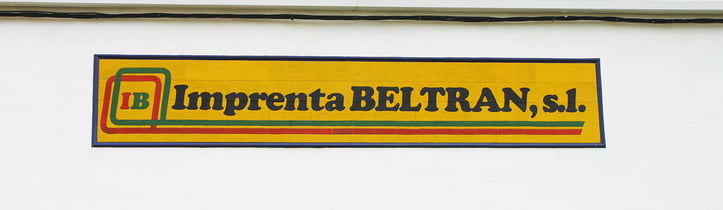 IB Imprenta BELTRAN, s.l.